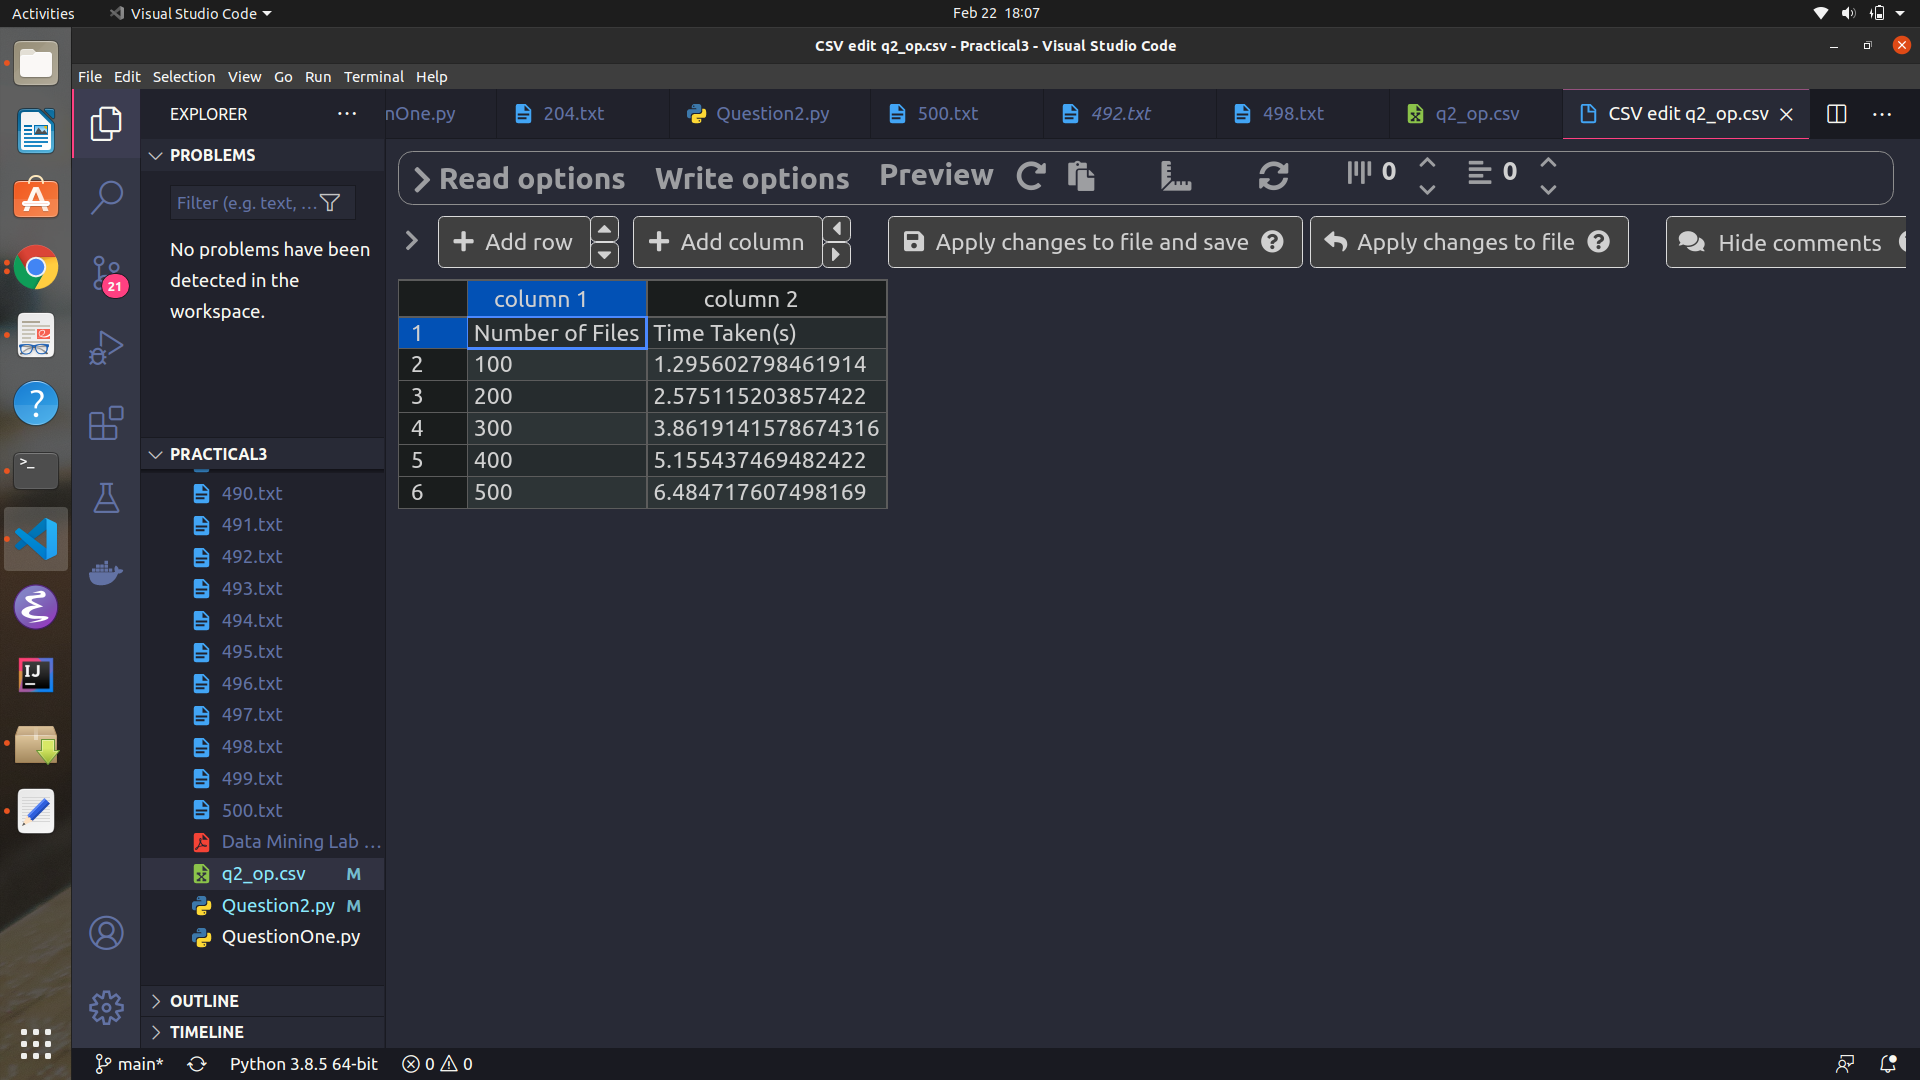 Activities
Visual Studio Code
Feb 22 18:07
CSV edit q2_op.csv - Practical3 - Visual Studio Code
File Edit Selection View Go Run Terminal Help
EXPLORER
nOne.py
204.txt
Question2.py
500.txt
492.txt
498.txt
q2_op.csv
CSV edit q2_op.csv
PROBLEMS
Filter (e.g. text, ...
No problems have been
detected in the
workspace.
21
Read options
Write options
Preview
0
0
Add row
Add column
Apply changes to file and save
Apply changes to file
Hide comments
column 1 column 2
1 Number of Files Time Taken(s)
2 100 1.295602798461914
3 200 2.575115203857422
4 300 3.8619141578674316
5 400 5.155437469482422
6 500 6.484717607498169
PRACTICAL3
490.txt
491.txt
492.txt
493.txt
494.txt
495.txt
496.txt
497.txt
498.txt
499.txt
500.txt
Data Mining Lab ...
q2_op.csv M
Question2.py M
QuestionOne.py
OUTLINE
TIMELINE
main*
Python 3.8.5 64-bit
0
0